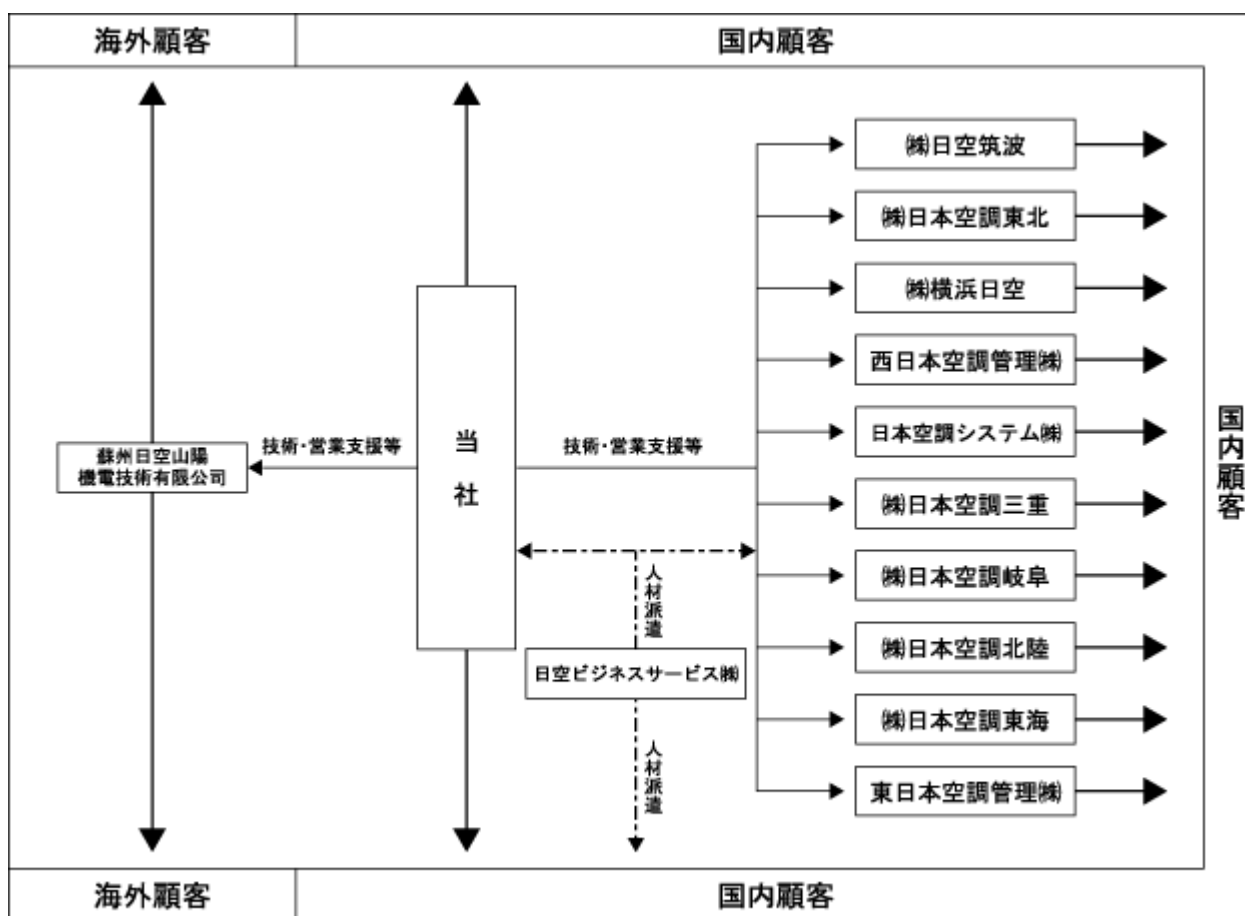 海外顧客
国内顧客
㈱日空筑波
㈱日本空調東北
㈱横浜日空
西日本空調管理㈱
日本空調システム㈱
㈱日本空調三重
㈱日本空調岐阜
㈱日本空調北陸
㈱日本空調東海
東日本空調管理㈱
国内顧客
蘇州日空山陽
機電技術有限公司
技術・営業支援等
当社
技術・営業支援等
人材派遣
日空ビジネスサービス㈱
人材派遣
海外顧客
国内顧客